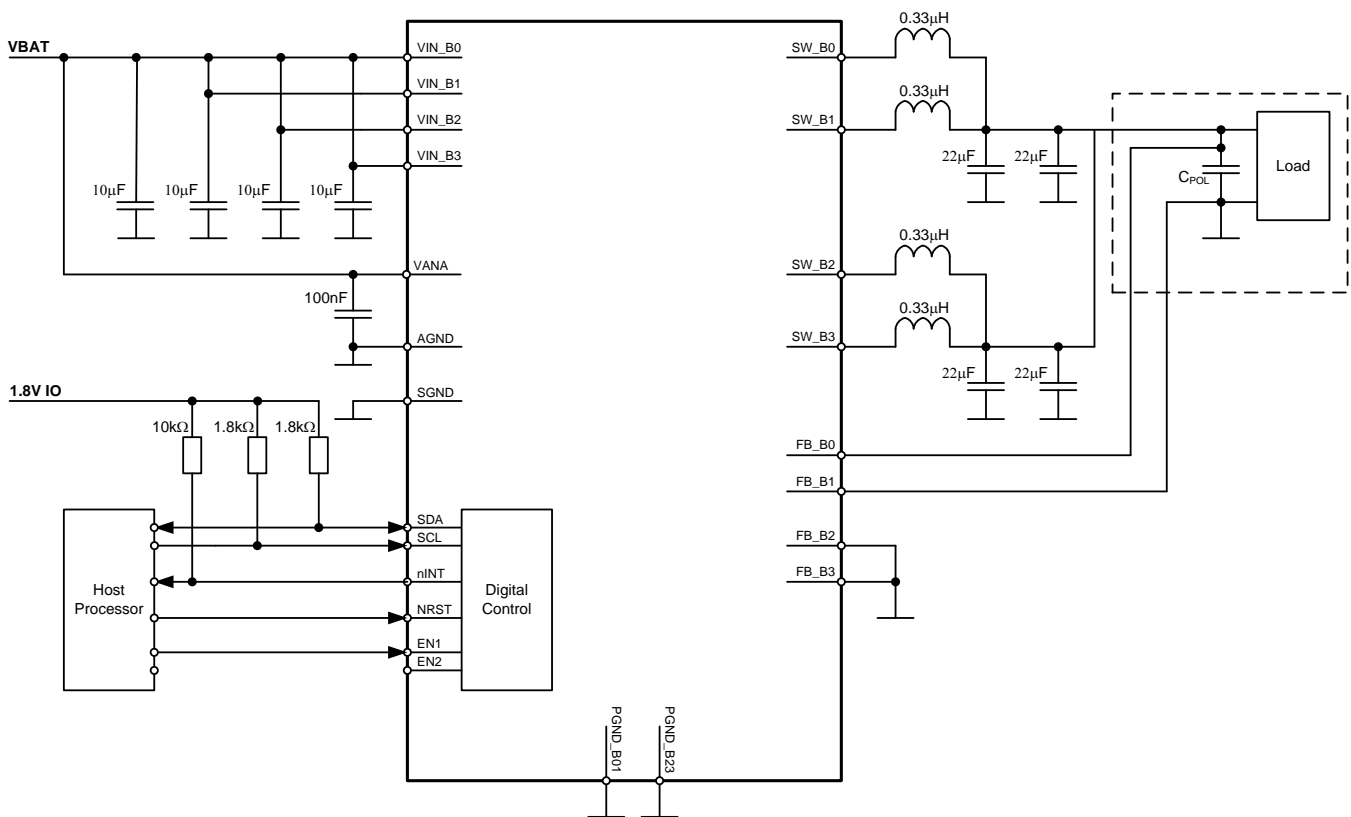 VBAT
VIN_B0
VIN_B1
VIN_B2
VIN_B3
10μF
10μF
10μF
10μF
VANA
100nF
AGND
1.8V IO
SGND
10kΩ
1.8kΩ
1.8kΩ
Host
Processor
SDA
SCL
nINT
NRST
EN1
EN2
Digital
Control
PGND_B01
PGND_B23
0.33μH
SW_B0
0.33μH
SW_B1
22μF
22μF
CPOL
Load
0.33μH
SW_B2
0.33μH
SW_B3
22μF
22μF
FB_B0
FB_B1
FB_B2
FB_B3